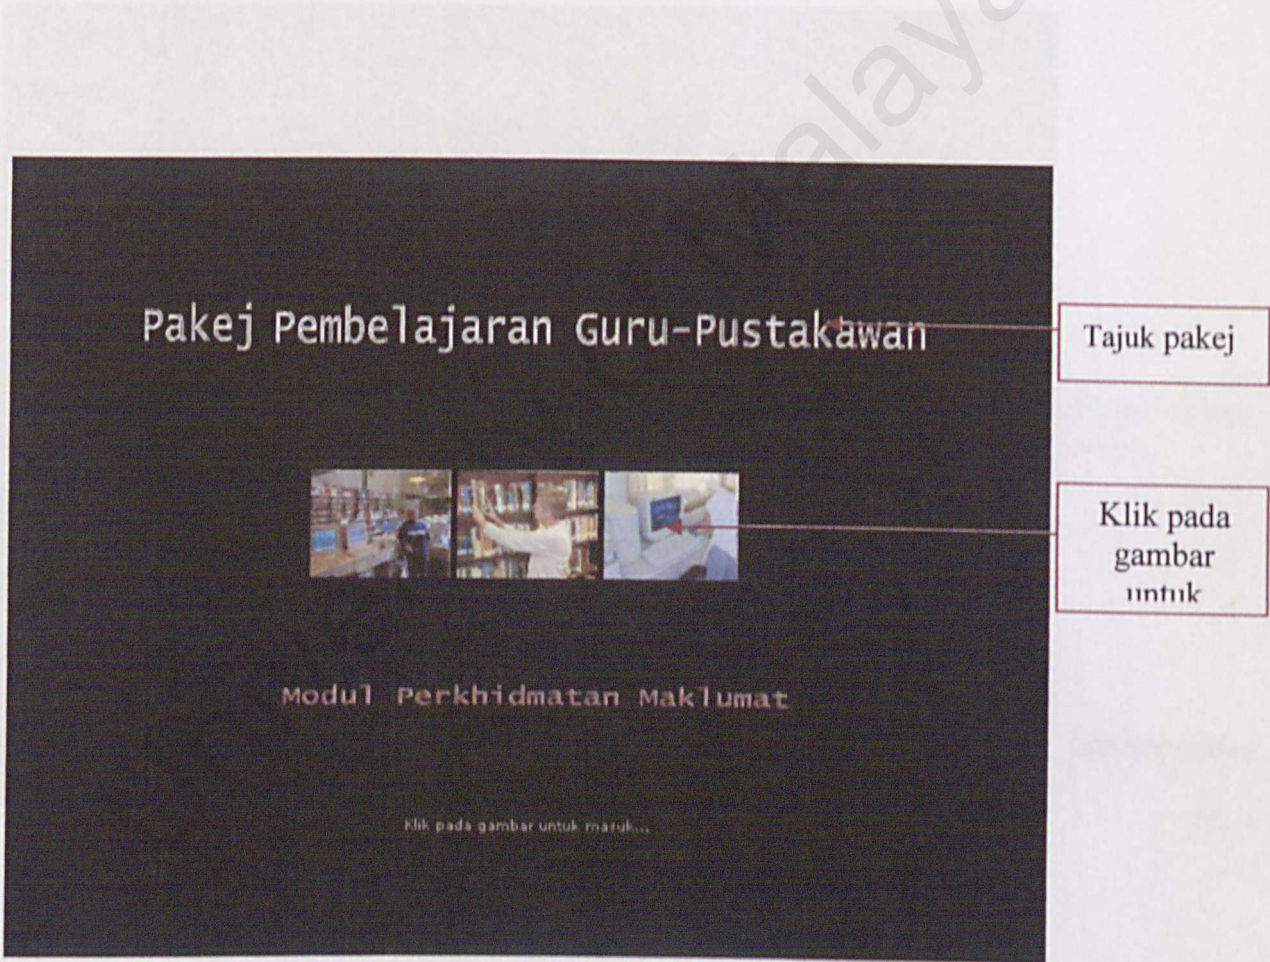 Pakej Pembelajaran Guru-Pustakawan
Tajuk pakej
Klik pada
gambar
untuk
Modul Perkhidmatan Maklumat
Klik pada gambar untuk masuk...